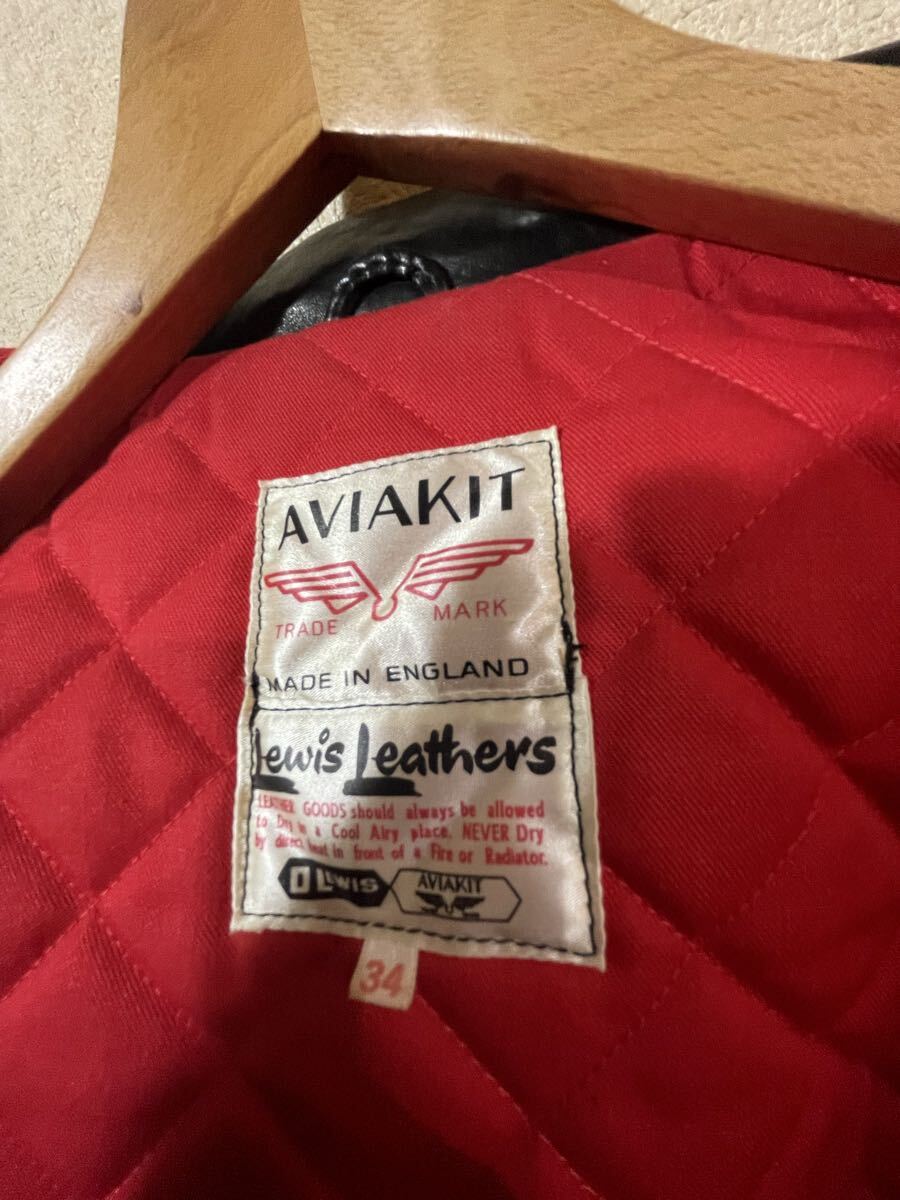 AVIAKIT
TRADE MARK
MADE IN ENGLAND
Lewis Leathers
LEATHER GOODS should always be allowed
to Dry in a Cool Airy place. NEVER Dry
by direct heat in front of a Fire or Radiator.
D LEWIS AVIAKIT
34